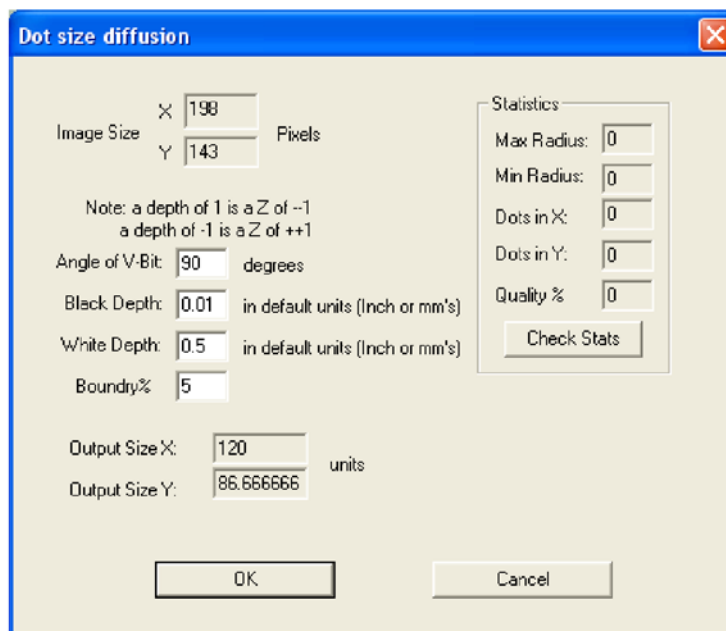 Dot size diffusion
Image Size
X 198
Y 143
Pixels
Note: a depth of 1 is a Z of --1
a depth of -1 is a Z of ++1
Angle of V-Bit: 90 degrees
Black Depth: 0.01 in default units (Inch or mm's)
White Depth: 0.5 in default units (Inch or mm's)
Boundry% 5
Output Size X: 120
Output Size Y: 86.666666
units
Statistics
Max Radius: 0
Min Radius: 0
Dots in X: 0
Dots in Y: 0
Quality % 0
Check Stats
OK
Cancel